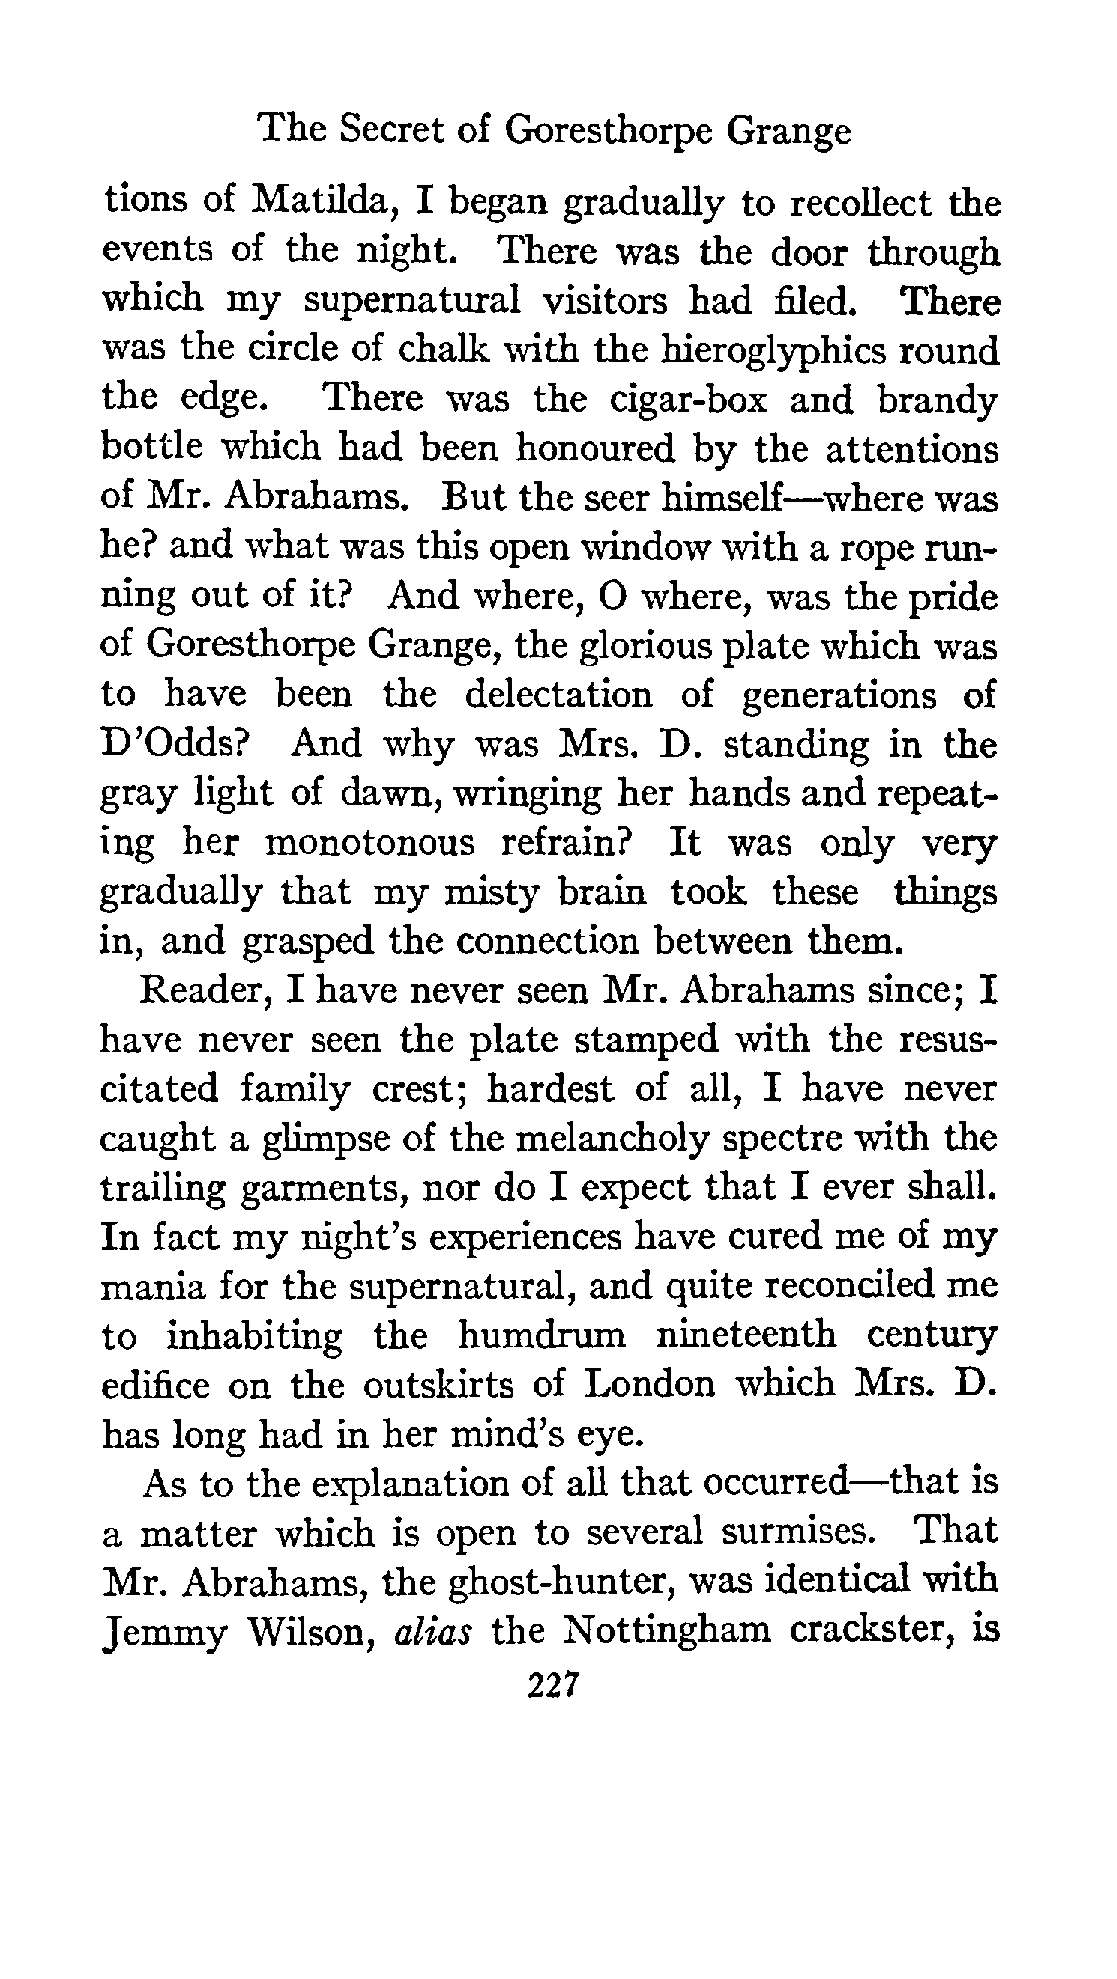 The Secret of Goresthorpe Grange
tions of Matilda, I began gradually to recollect the
events of the night. There was the door through
which my supernatural visitors had filed. There
was the circle of chalk with the hieroglyphics round
the edge. There was the cigar-box and brandy
bottle which had been honoured by the attentions
of Mr. Abrahams. But the seer himself—where was
he? and what was this open window with a rope run-
ning out of it? And where, O where, was the pride
of Goresthorpe Grange, the glorious plate which was
to have been the delectation of generations of
D'Odds? And why was Mrs. D. standing in the
gray light of dawn, wringing her hands and repeat-
ing her monotonous refrain? It was only very
gradually that my misty brain took these things
in, and grasped the connection between them.
Reader, I have never seen Mr. Abrahams since; I
have never seen the plate stamped with the resus-
citated family crest; hardest of all, I have never
caught a glimpse of the melancholy spectre with the
trailing garments, nor do I expect that I ever shall.
In fact my night's experiences have cured me of my
mania for the supernatural, and quite reconciled me
to inhabiting the humdrum nineteenth century
edifice on the outskirts of London which Mrs. D.
has long had in her mind's eye.
As to the explanation of all that occurred—that is
a matter which is open to several surmises. That
Mr. Abrahams, the ghost-hunter, was identical with
Jemmy Wilson, alias the Nottingham crackster, is
227